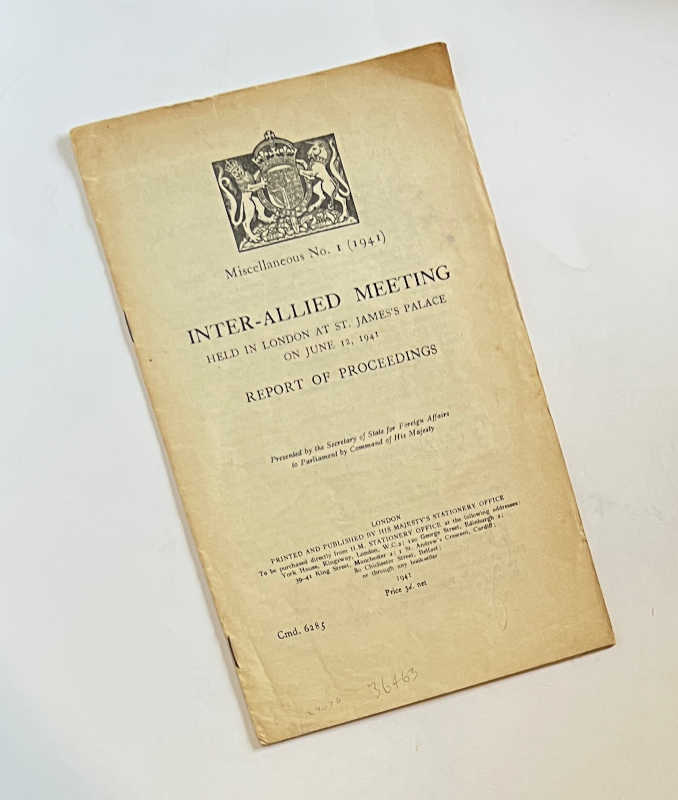 Miscellaneous No. 1 (1941)
INTER-ALLIED MEETING
HELD IN LONDON AT ST. JAMES'S PALACE
ON JUNE 12, 1941
REPORT OF PROCEEDINGS
Presented by the Secretary of State for Foreign Affairs
to Parliament by Command of His Majesty
LONDON
PRINTED AND PUBLISHED BY HIS MAJESTY'S STATIONERY OFFICE
To be purchased directly from H.M. STATIONERY OFFICE at the following addresses:
York House, Kingsway, London, W.C.2; 120 George Street, Edinburgh 2;
39-41 King Street, Manchester 2; 1 St. Andrew's Crescent, Cardiff;
80 Chichester Street, Belfast;
or through any bookseller
1941
Price 3d. net
Cmd. 6285
36463